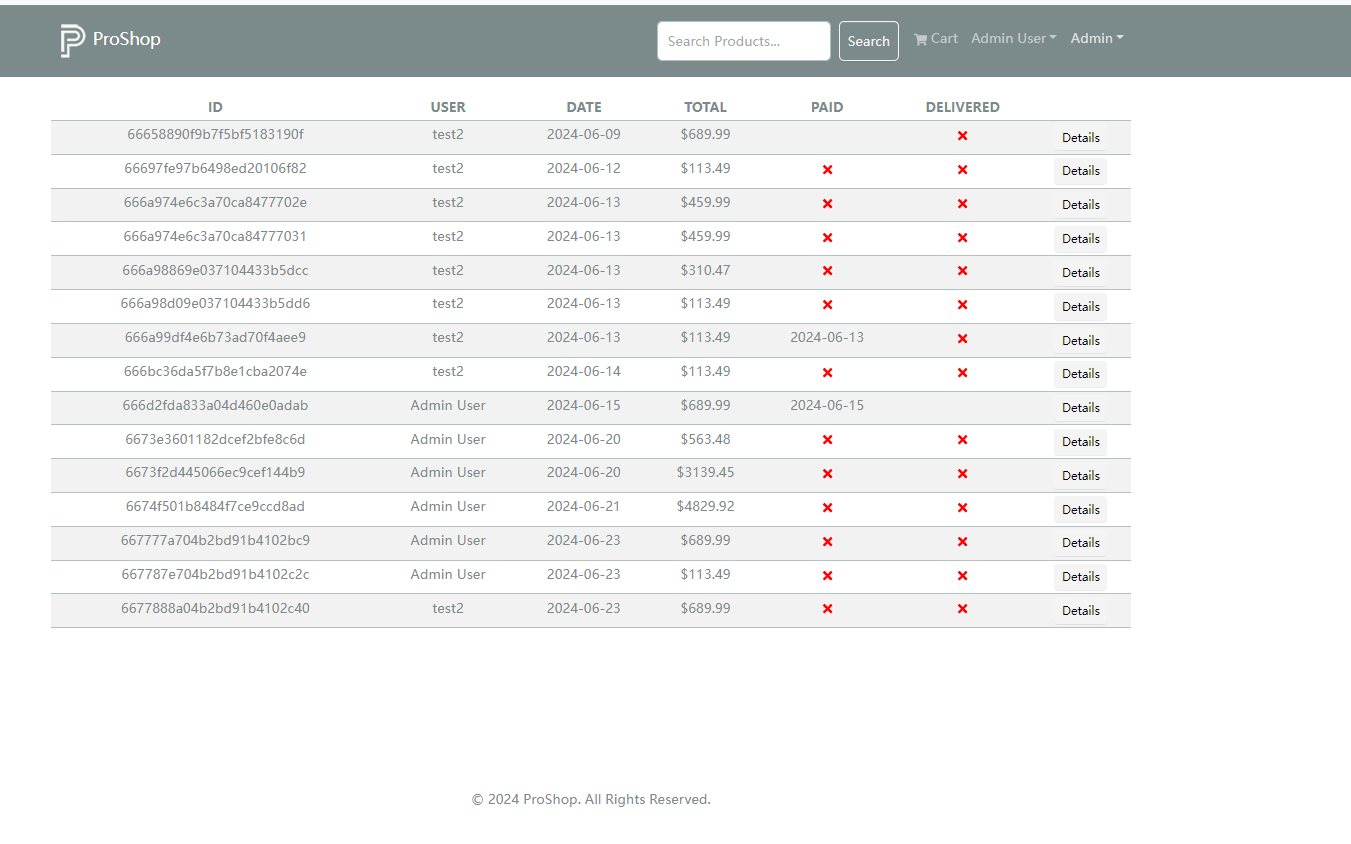 ProShop Search Products... Search Cart Admin User Admin
ID USER DATE TOTAL PAID DELIVERED
66658890f9b7f5bf5183190f test2 2024-06-09 $689.99 Details
66697fe97b6498ed20106f82 test2 2024-06-12 $113.49 Details
666a974e6c3a70ca8477702e test2 2024-06-13 $459.99 Details
666a974e6c3a70ca84777031 test2 2024-06-13 $459.99 Details
666a98869e037104433b5dcc test2 2024-06-13 $310.47 Details
666a98d09e037104433b5dd6 test2 2024-06-13 $113.49 Details
666a99df4e6b73ad70f4aee9 test2 2024-06-13 $113.49 2024-06-13 Details
666bc36da5f7b8e1cba2074e test2 2024-06-14 $113.49 Details
666d2fda833a04d460e0adab Admin User 2024-06-15 $689.99 2024-06-15 Details
6673e3601182dcef2bfe8c6d Admin User 2024-06-20 $563.48 Details
6673f2d445066ec9cef144b9 Admin User 2024-06-20 $3139.45 Details
6674f501b8484f7ce9ccd8ad Admin User 2024-06-21 $4829.92 Details
667777a704b2bd91b4102bc9 Admin User 2024-06-23 $689.99 Details
667787e704b2bd91b4102c2c Admin User 2024-06-23 $113.49 Details
6677888a04b2bd91b4102c40 test2 2024-06-23 $689.99 Details
© 2024 ProShop. All Rights Reserved.